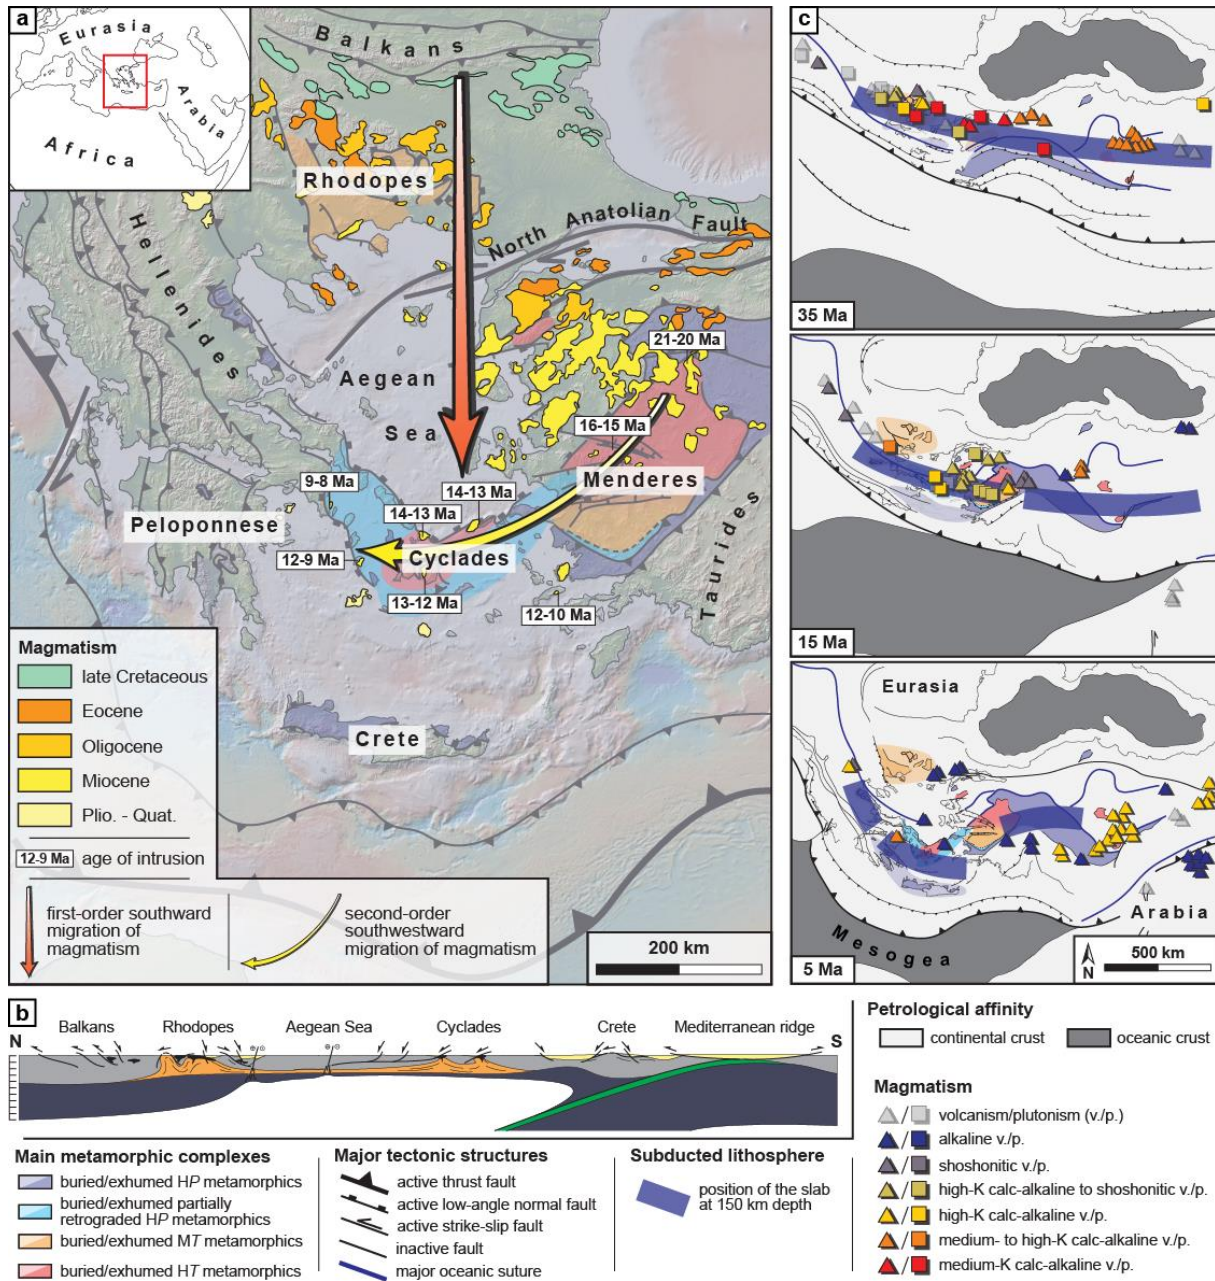 a
Eurasia
Arabia
Africa
Balkans
Rhodopes
North Anatolian Fault
Hellenides
Aegean
Sea
21-20 Ma
16-15 Ma
Menderes
9-8 Ma
14-13 Ma
14-13 Ma
Peloponnese
Cyclades
12-9 Ma
13-12 Ma
12-10 Ma
Taurides
Crete
Magmatism
late Cretaceous
Eocene
Oligocene
Miocene
Plio. - Quat.
12-9 Ma age of intrusion
first-order southward
migration of
magmatism
second-order
southwestward
migration of magmatism
200 km
c
35 Ma
15 Ma
Eurasia
Arabia
Mesogea
5 Ma
N
500 km
b
N
Balkans Rhodopes Aegean Sea Cyclades Crete Mediterranean ridge
S
Main metamorphic complexes
buried/exhumed HP metamorphics
buried/exhumed partially
retrograded HP metamorphics
buried/exhumed MT metamorphics
buried/exhumed HT metamorphics
Major tectonic structures
active thrust fault
active low-angle normal fault
active strike-slip fault
inactive fault
major oceanic suture
Subducted lithosphere
position of the slab
at 150 km depth
Petrological affinity
continental crust
oceanic crust
Magmatism
/ volcanism/plutonism (v./p.)
/ alkaline v./p.
/ shoshonitic v./p.
/ high-K calc-alkaline to shoshonitic v./p.
/ high-K calc-alkaline v./p.
/ medium- to high-K calc-alkaline v./p.
/ medium-K calc-alkaline v./p.